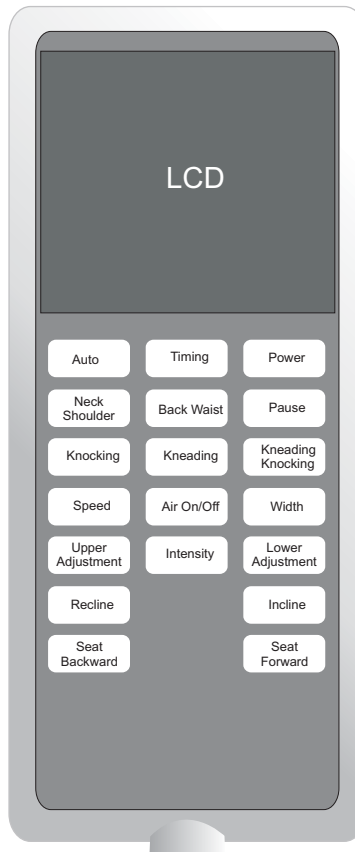 LCD
Auto
Timing
Power
Neck
Shoulder
Back Waist
Pause
Knocking
Kneading
Kneading
Knocking
Speed
Air On/Off
Width
Upper
Adjustment
Intensity
Lower
Adjustment
Recline
Incline
Seat
Backward
Seat
Forward